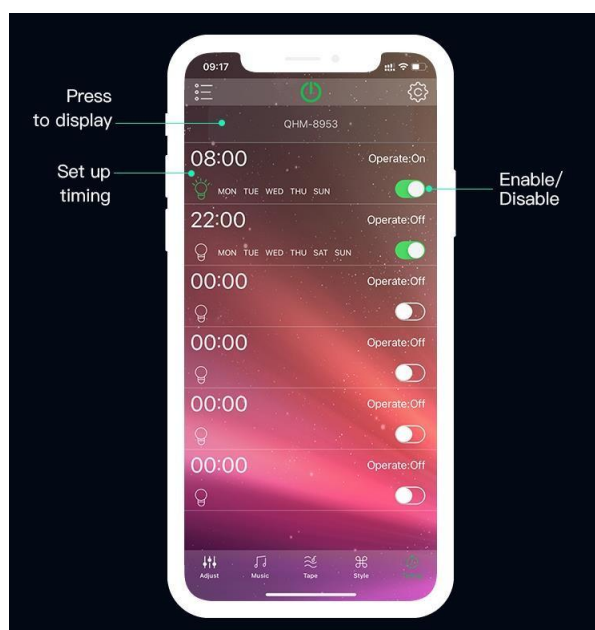 09:17
Press
to display
QHM-8953
08:00
Operate:On
Set up
timing
MON TUE WED THU SUN
Enable/
Disable
22:00
Operate:Off
MON TUE WED THU SAT SUN
00:00
Operate:Off
00:00
Operate:Off
00:00
Operate:Off
00:00
Operate:Off
Adjust
Music
Tape
Style